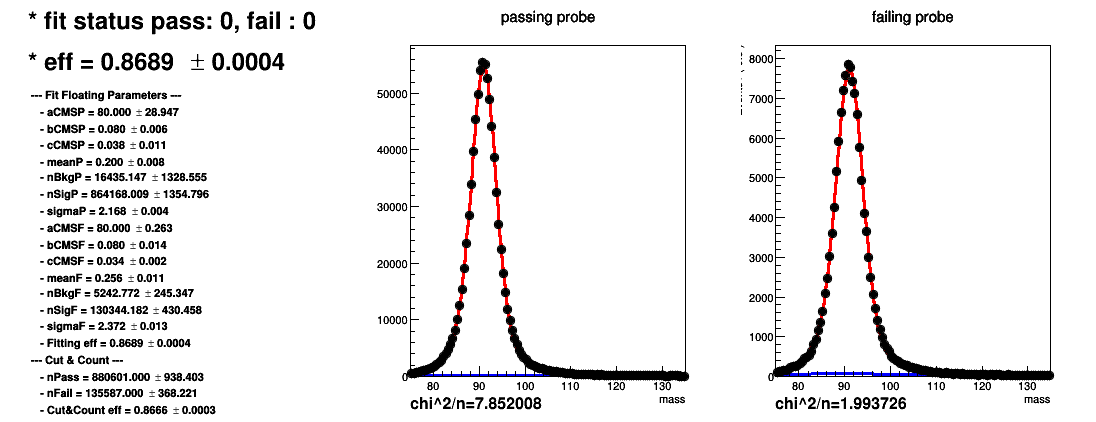 * fit status pass: 0, fail : 0
* eff = 0.8689 ± 0.0004
--- Fit Floating Parameters ---
- aCMSP = 80.000 ± 28.947
- bCMSP = 0.080 ± 0.006
- cCMSP = 0.038 ± 0.011
- meanP = 0.200 ± 0.008
- nBkgP = 16435.147 ± 1328.555
- nSigP = 864168.009 ± 1354.796
- sigmaP = 2.168 ± 0.004
- aCMSF = 80.000 ± 0.263
- bCMSF = 0.080 ± 0.014
- cCMSF = 0.034 ± 0.002
- meanF = 0.256 ± 0.011
- nBkgF = 5242.772 ± 245.347
- nSigF = 130344.182 ± 430.458
- sigmaF = 2.372 ± 0.013
- Fitting eff = 0.8689 ± 0.0004
--- Cut & Count ---
- nPass = 880601.000 ± 938.403
- nFail = 135587.000 ± 368.221
- Cut&Count eff = 0.8666 ± 0.0003
passing probe
50000
40000
30000
20000
10000
0
80 90 100 110 120 130
mass
chi^2/n=7.852008
failing probe
8000
7000
6000
5000
4000
3000
2000
1000
0
80 90 100 110 120 130
mass
chi^2/n=1.993726